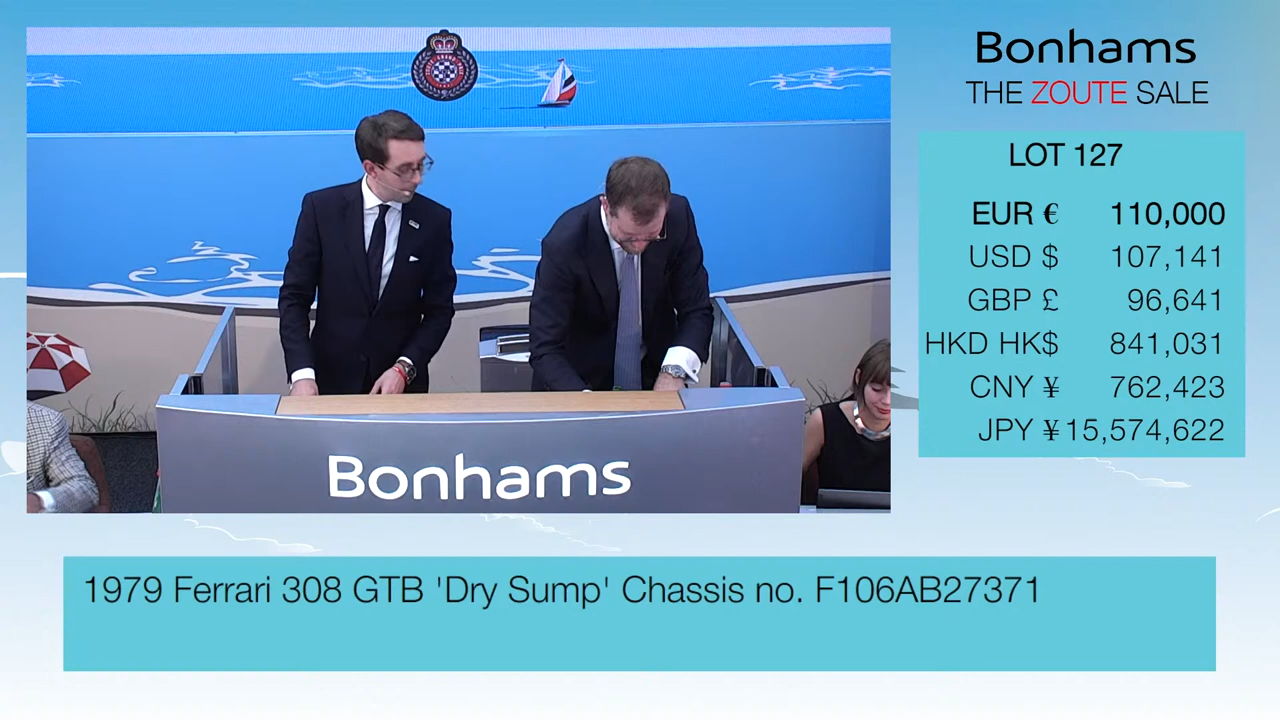 Bonhams
THE ZOUTE SALE
LOT 127
EUR € 110,000
USD $ 107,141
GBP £ 96,641
HKD HK$ 841,031
CNY ¥ 762,423
JPY ¥ 15,574,622
Bonhams
1979 Ferrari 308 GTB 'Dry Sump' Chassis no. F106AB27371